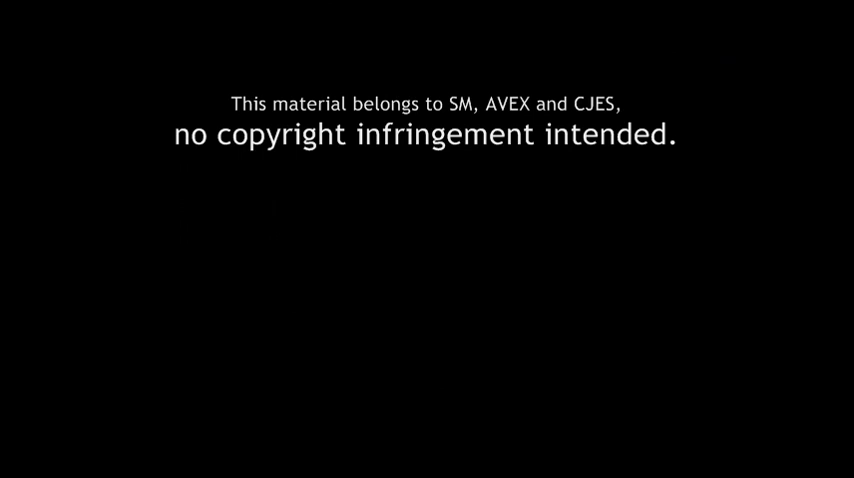 This material belongs to SM, AVEX and CJES,
no copyright infringement intended.